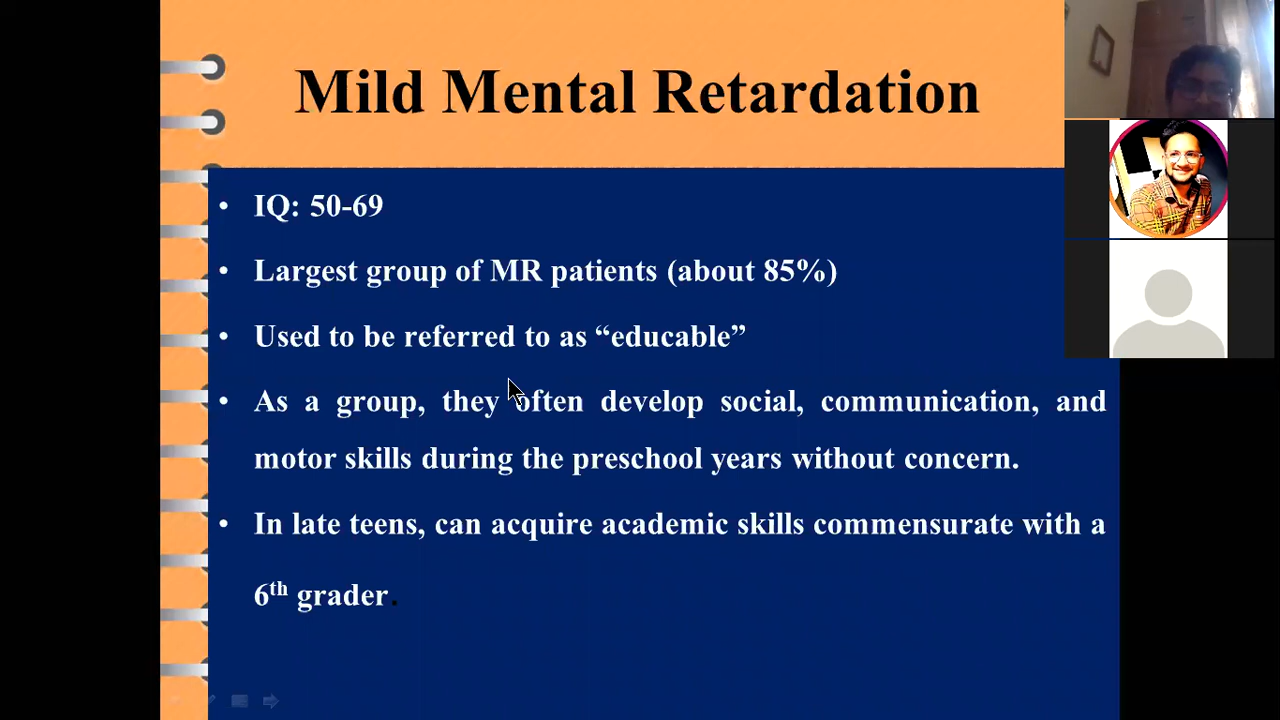 Mild Mental Retardation
• IQ: 50-69
• Largest group of MR patients (about 85%)
• Used to be referred to as “educable”
• As a group, they often develop social, communication, and
motor skills during the preschool years without concern.
• In late teens, can acquire academic skills commensurate with a
6th grader.